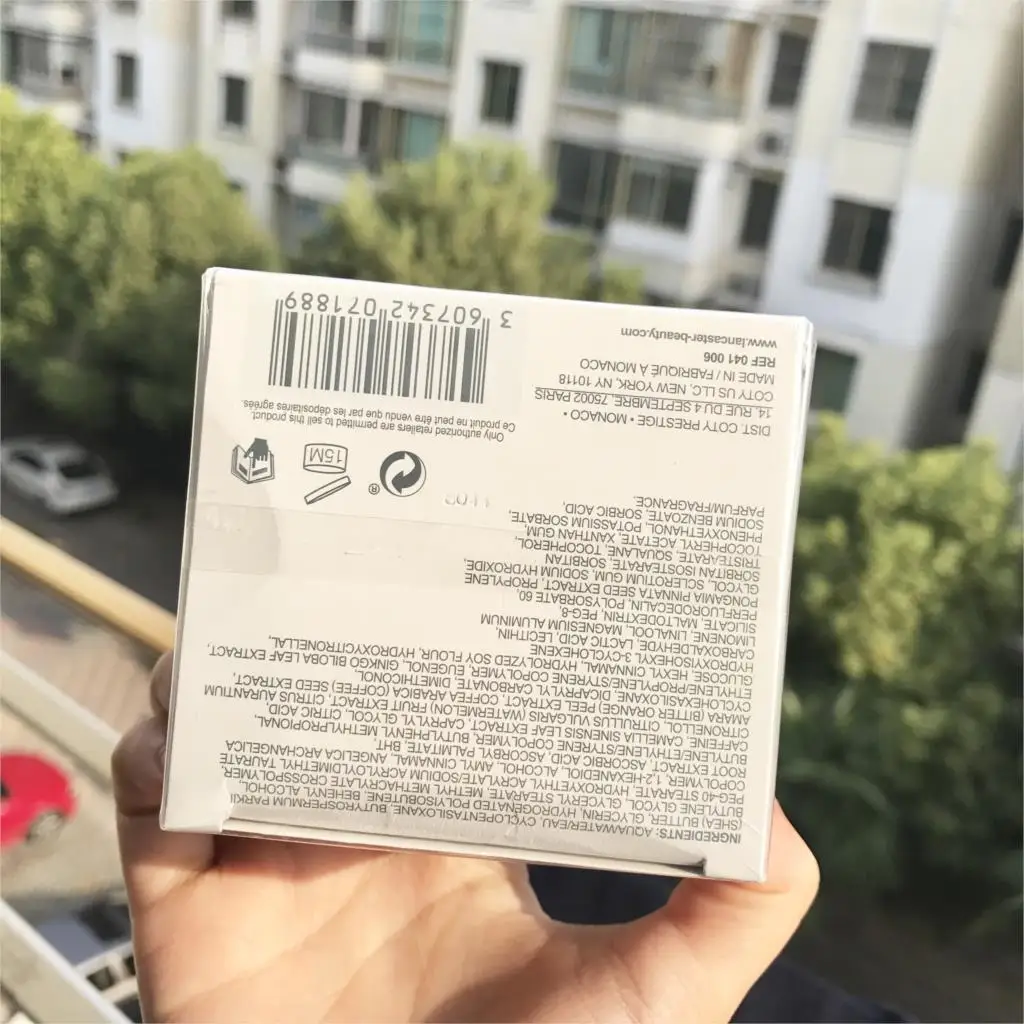 INGREDIENTS: AQUA/WATER/EAU, CYCLOPENTASILOXANE, BUTYROSPERMUM PARKII
(SHEA) BUTTER, GLYCERIN, HYDROGENATED POLYISOBUTENE, BEHENYL ALCOHOL,
BUTYLENE GLYCOL, GLYCERYL STEARATE, METHYL METHACRYLATE CROSSPOLYMER,
PEG-40 STEARATE, HYDROXYETHYL ACRYLATE/SODIUM ACRYLOYLDIMETHYL TAURATE
COPOLYMER, 1,2-HEXANEDIOL, ALCOHOL, AMYL CINNAMAL, ANGELICA ARCHANGELICA
ROOT EXTRACT, ASCORBIC ACID, ASCORBYL PALMITATE, BHT,
BUTYLENE/ETHYLENE/STYRENE COPOLYMER, BUTYLPHENYL METHYLPROPIONAL,
CAFFEINE, CAMELLIA SINENSIS LEAF EXTRACT, CAPRYLYL GLYCOL, CITRIC ACID,
CITRONELLOL, CITRULLUS VULGARIS (WATERMELON) FRUIT EXTRACT, CITRUS AURANTIUM
AMARA (BITTER ORANGE) PEEL EXTRACT, COFFEA ARABICA (COFFEE) SEED EXTRACT,
CYCLOHEXASILOXANE, DICAPRYLYL CARBONATE, DIMETHICONOL,
ETHYLENE/PROPYLENE/STYRENE COPOLYMER, EUGENOL, GINKGO BILOBA LEAF EXTRACT,
GLUCOSE, HEXYL CINNAMAL, HYDROLYZED SOY FLOUR, HYDROXYCITRONELLAL,
HYDROXYISOHEXYL 3-CYCLOHEXENE
CARBOXALDEHYDE, LACTIC ACID, LECITHIN,
LIMONENE, LINALOOL, MAGNESIUM ALUMINUM
SILICATE, MALTODEXTRIN, PEG-8,
PERFLUORODECALIN, POLYSORBATE 60,
PONGAMIA PINNATA SEED EXTRACT, PROPYLENE
GLYCOL, SCLEROTIUM GUM, SODIUM HYDROXIDE,
SORBITAN ISOSTEARATE, SORBITAN
TRISTEARATE, SQUALANE, TOCOPHEROL,
TOCOPHERYL ACETATE, XANTHAN GUM,
PHENOXYETHANOL, POTASSIUM SORBATE,
SODIUM BENZOATE, SORBIC ACID,
PARFUM/FRAGRANCE.
®
15M
DIST. COTY PRESTIGE • MONACO •
14, RUE DU 4 SEPTEMBRE, 75002 PARIS
COTY US LLC, NEW YORK, NY 10118
MADE IN / FABRIQUÉ À MONACO
REF 041 006
www.lancaster-beauty.com
Only authorized retailers are permitted to sell this product.
Ce produit ne peut être vendu que par les dépositaires agréés.
3 607342 071889